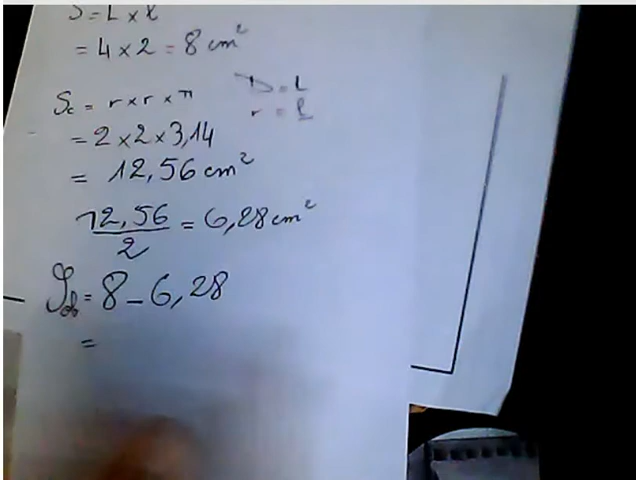 S = L x l
= 4 x 2 = 8 cm²
Sc = r x r x π
D = L
r = l
= 2 x 2 x 3,14
= 12,56 cm²
12,56
2
= 6,28 cm²
= 8 - 6,28
=